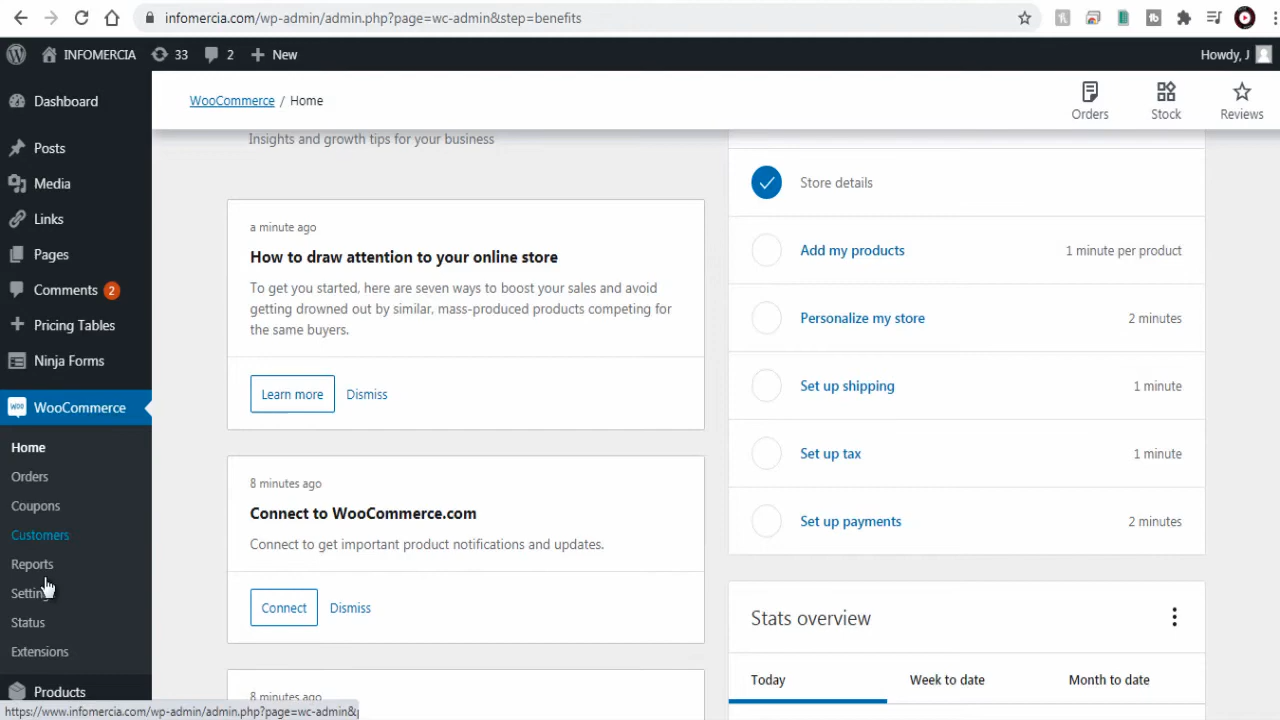 infomercia.com/wp-admin/admin.php?page=wc-admin&step=benefits
INFOMERCIA 33 2 New Howdy, J
Dashboard
Posts
Media
Links
Pages
Comments 2
Pricing Tables
Ninja Forms
WooCommerce
Home
Orders
Coupons
Customers
Reports
Status
Extensions
Products
WooCommerce / Home
Orders
Stock
Reviews
Insights and growth tips for your business
a minute ago
How to draw attention to your online store
To get you started, here are seven ways to boost your sales and avoid
getting drowned out by similar, mass-produced products competing for
the same buyers.
Learn more Dismiss
8 minutes ago
Connect to WooCommerce.com
Connect to get important product notifications and updates.
Connect Dismiss
8 minutes ago
Store details
Add my products 1 minute per product
Personalize my store 2 minutes
Set up shipping 1 minute
Set up tax 1 minute
Set up payments 2 minutes
Stats overview
Today Week to date Month to date
https://www.infomercia.com/wp-admin/admin.php?page=wc-admin&